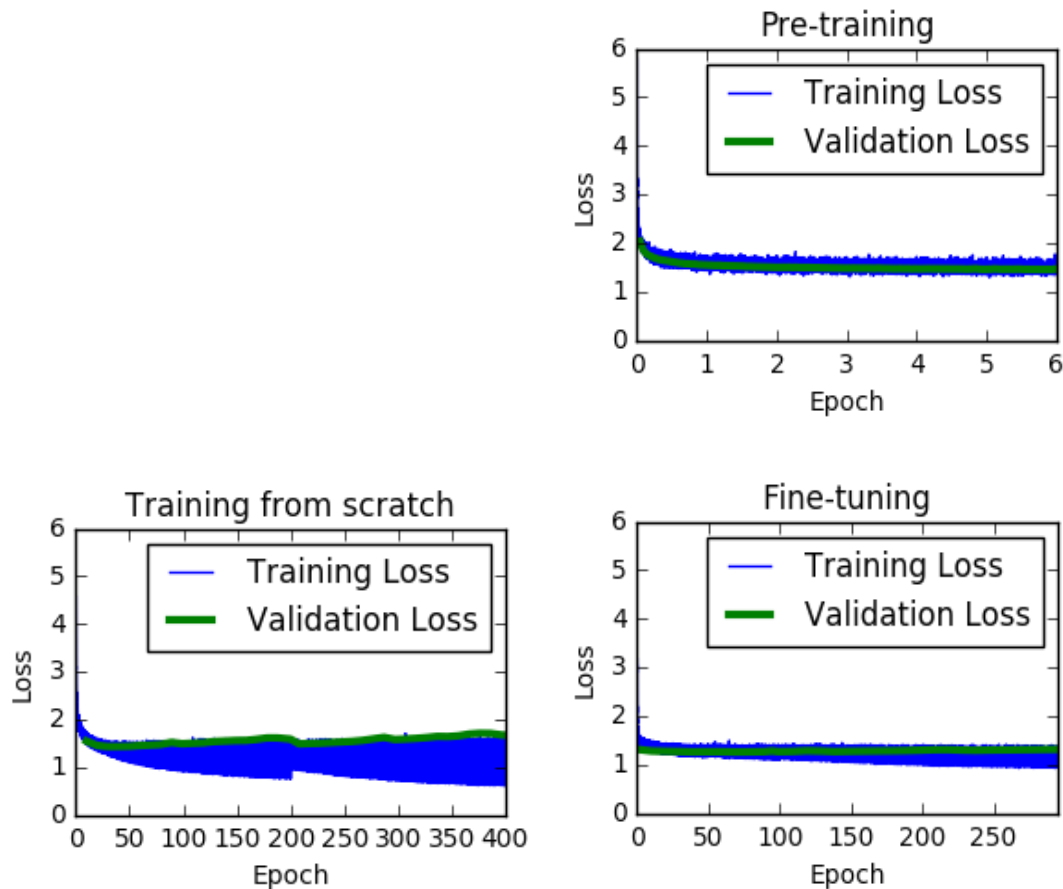 Pre-training
6
5
4
3
2
1
0
Loss
Training Loss
Validation Loss
0 1 2 3 4 5 6
Epoch
Training from scratch
6
5
4
3
2
1
0
Loss
Training Loss
Validation Loss
0 50 100 150 200 250 300 350 400
Epoch
Fine-tuning
6
5
4
3
2
1
0
Loss
Training Loss
Validation Loss
0 50 100 150 200 250
Epoch